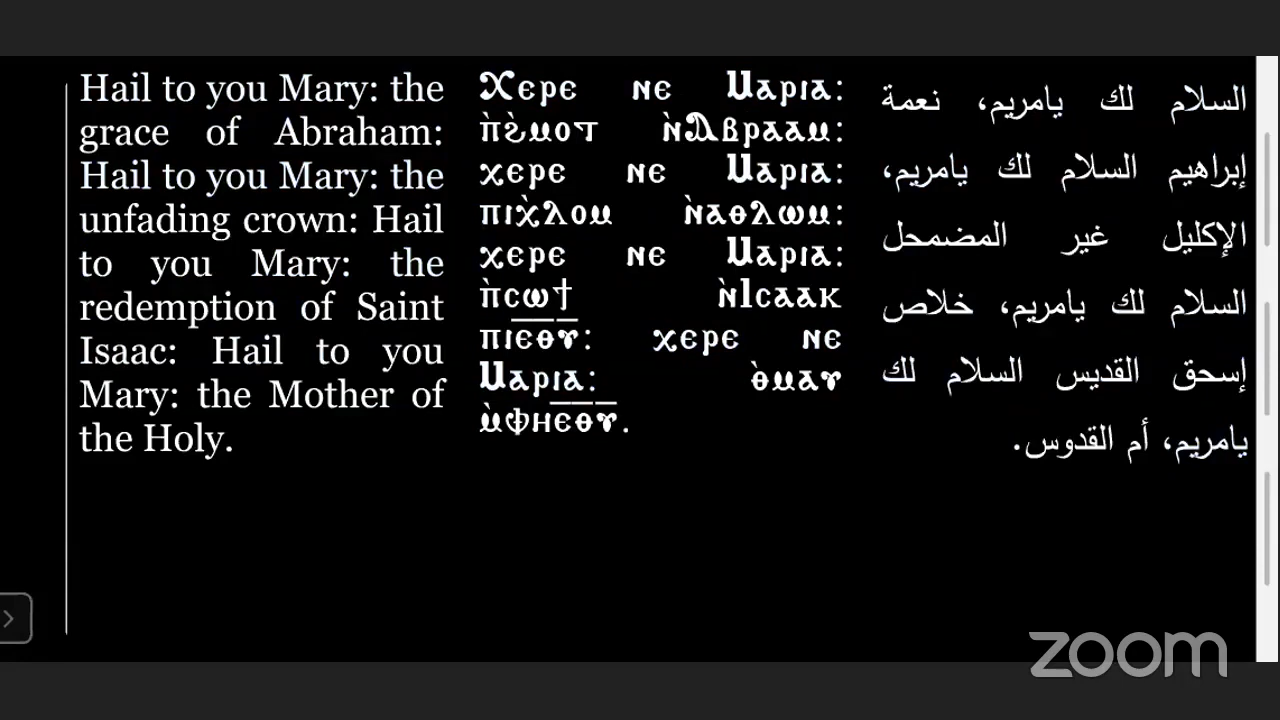 Hail to you Mary: the
grace of Abraham:
Hail to you Mary: the
unfading crown: Hail
to you Mary: the
redemption of Saint
Isaac: Hail to you
Mary: the Mother of
the Holy.
Ⲭⲉⲣⲉ ⲛⲉ Ⲙⲁⲣⲓⲁ:
ⲡ̀ϩ̀ⲙⲟⲧ ⲛ̀Ⲁⲃⲣⲁⲁⲙ:
ⲭⲉⲣⲉ ⲛⲉ Ⲙⲁⲣⲓⲁ:
ⲡⲓⲭ̀ⲗⲟⲙ ⲛ̀ⲁⲑⲗⲱⲙ:
ⲭⲉⲣⲉ ⲛⲉ Ⲙⲁⲣⲓⲁ:
ⲡ̀ⲥⲱϯ ⲛ̀Ⲓⲥⲁⲁⲕ
ⲡⲓⲉ̅ⲑ̅ⲩ̅: ⲭⲉⲣⲉ ⲛⲉ
Ⲙⲁⲣⲓⲁ: ⲑ̀ⲙⲁⲩ
ⲙ̀ⲫⲏⲉ̅ⲑ̅ⲩ̅.
السلام لك يامريم، نعمة
إبراهيم السلام لك يامريم،
الإكليل غير المضمحل
السلام لك يامريم، خلاص
إسحق القديس السلام لك
يامريم، أم القدوس.
zoom